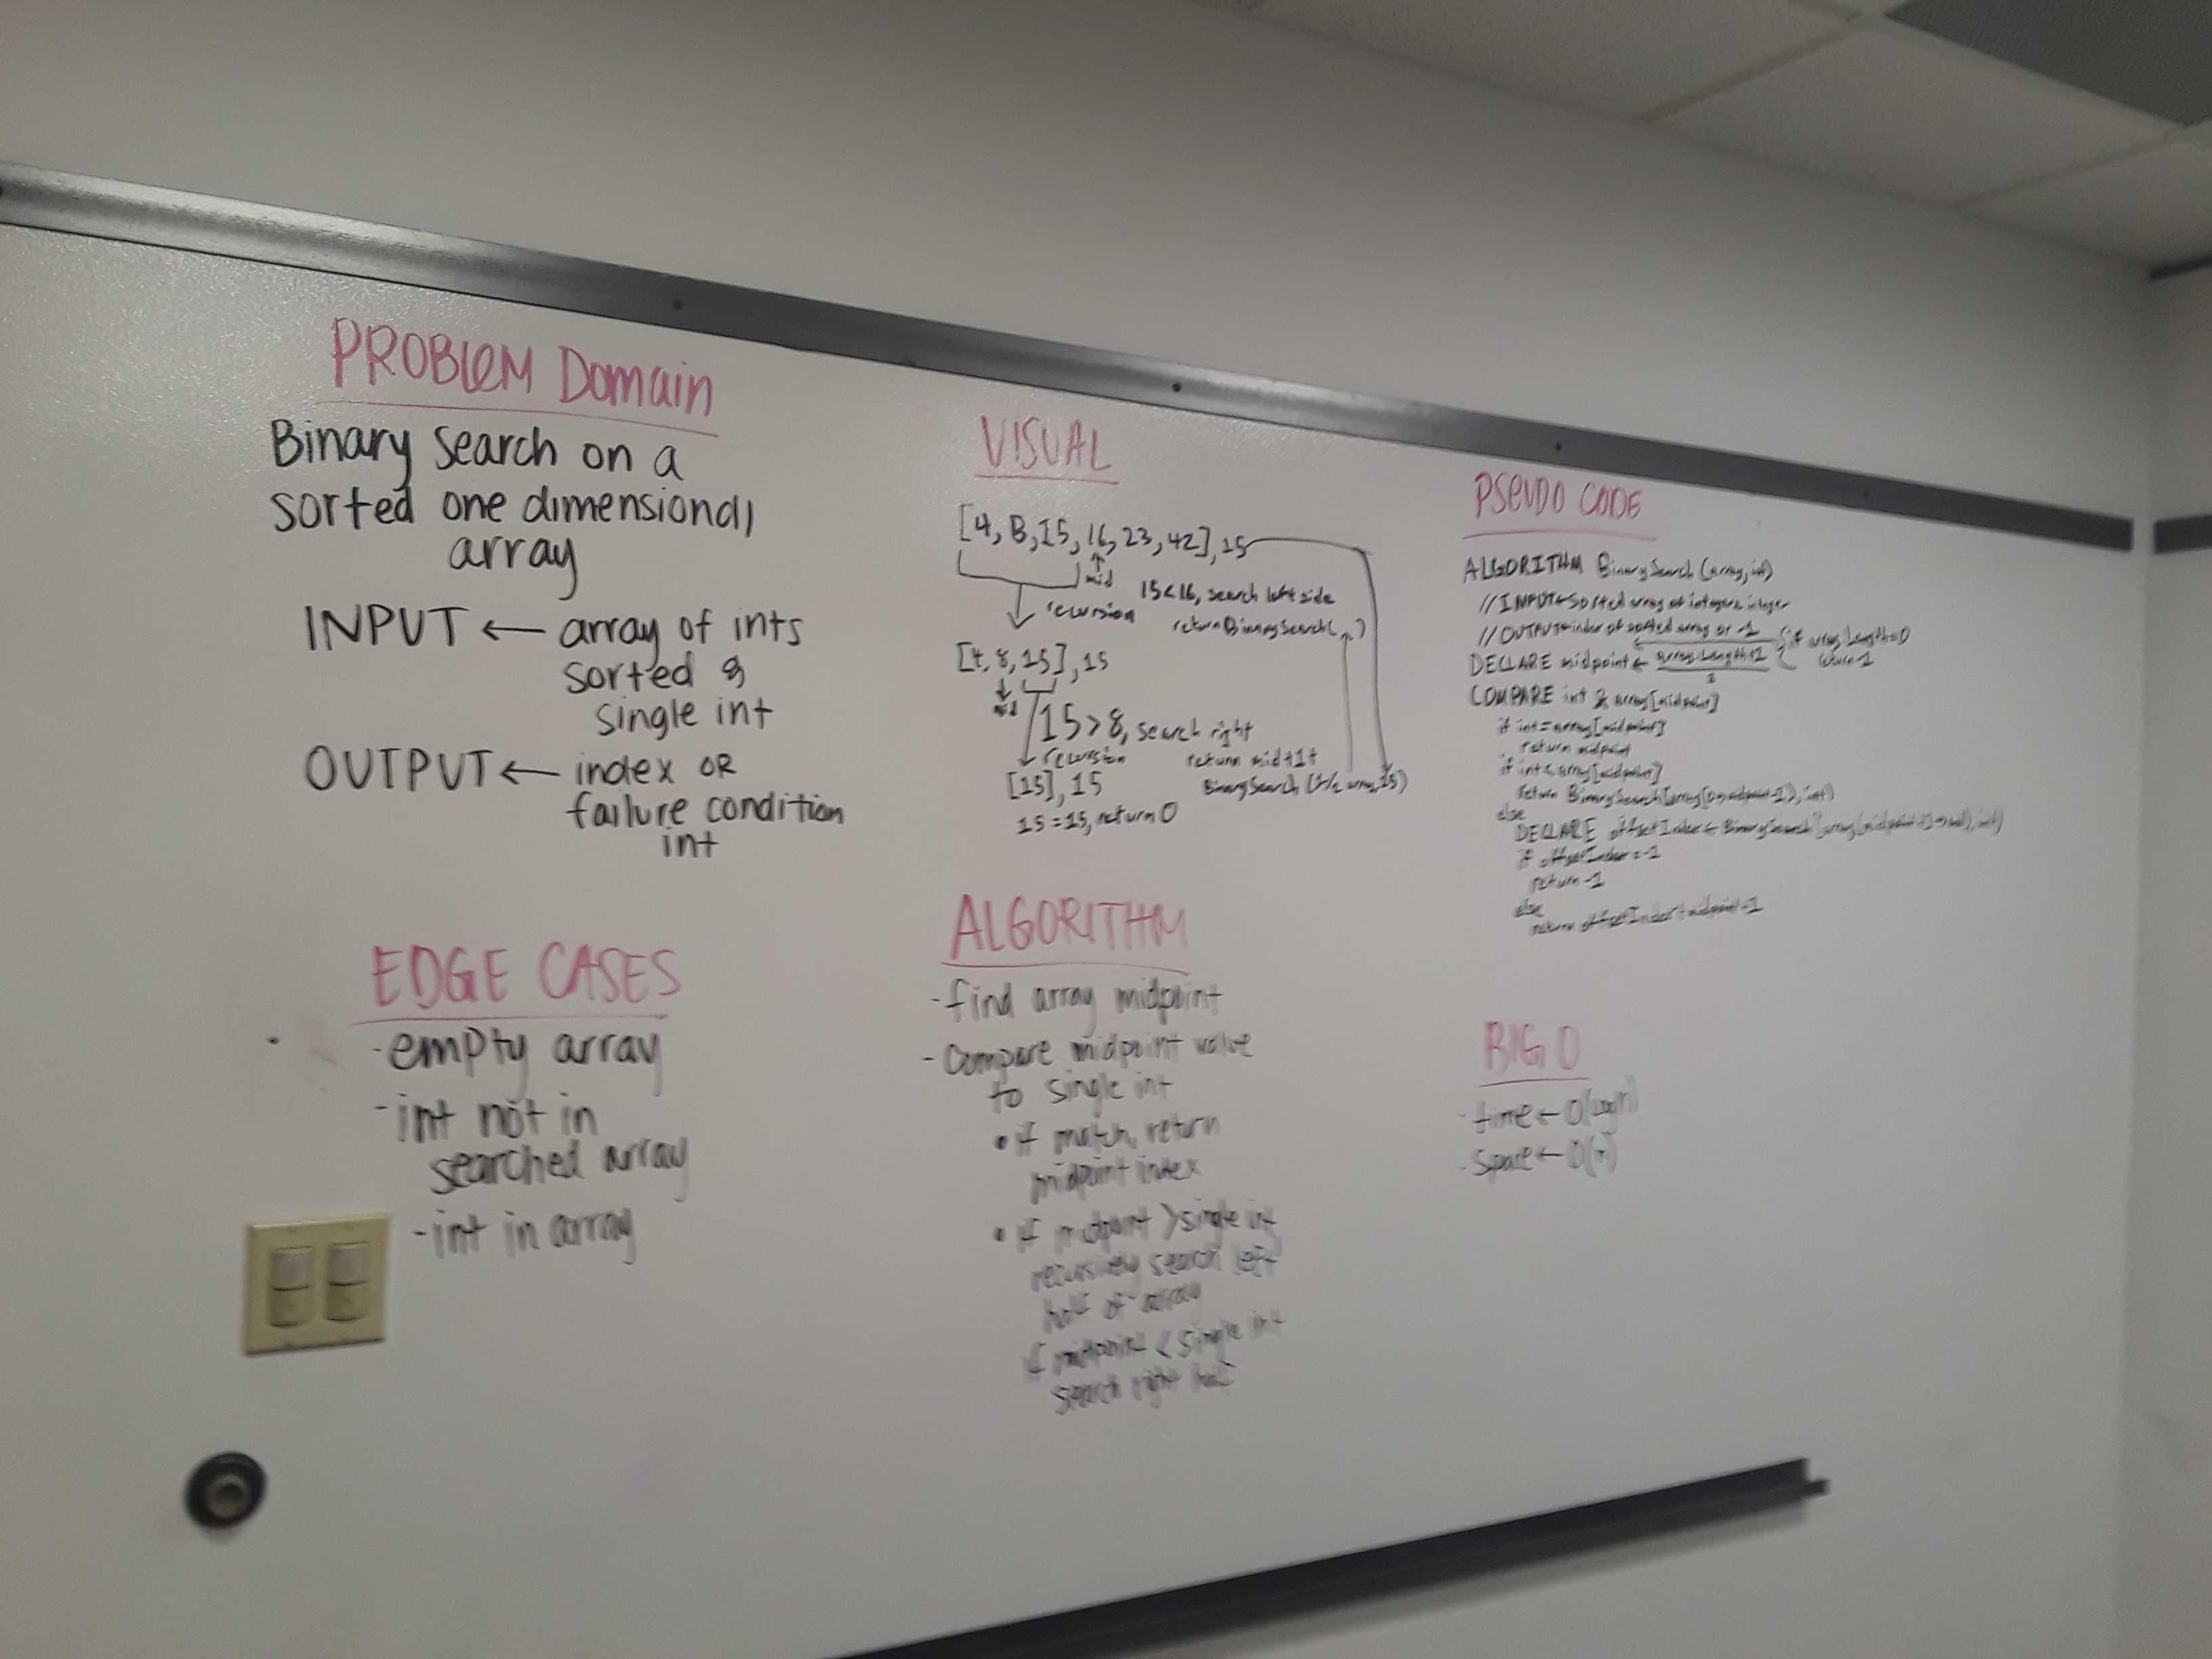 PROBLEM Domain
Binary Search on a
sorted one dimensional
array
INPUT ← array of ints
sorted &
single int
OUTPUT ← index OR
failure condition
int
EDGE CASES
- empty array
- int not in
searched array
- int in array
VISUAL
[4, 8, 15, 16, 23, 42], 15
mid
15 < 16, search left side
recursion
return BinarySearch( , )
[4, 8, 15], 15
mid
15 > 8, search right
recursion
return mid + 1 +
BinarySearch (1/2 array, 15)
[15], 15
15 = 15, return 0
ALGORITHM
- find array midpoint
- Compare midpoint value
to single int
• if match, return
midpoint index
• if midpoint > single int
recursively search left
half of array
if midpoint < single int
search right half
PSEUDO CODE
ALGORITHM BinarySearch (array, int)
// INPUT ← sorted array of integers, integer
// OUTPUT ← index of sorted array or -1
{ if array.length = 0
return -1
DECLARE midpoint ← array.length
2
COMPARE int & array[midpoint]
if int = array[midpoint]
return midpoint
if int < array[midpoint]
return BinarySearch(array[0 → midpoint-1], int)
else
DECLARE offsetIndex ← BinarySearch(array[midpoint+1 → end], int)
if offsetIndex = -1
return -1
else
return offsetIndex + midpoint + 1
BIG O
- time ← O(log n)
- Space ← O(n)